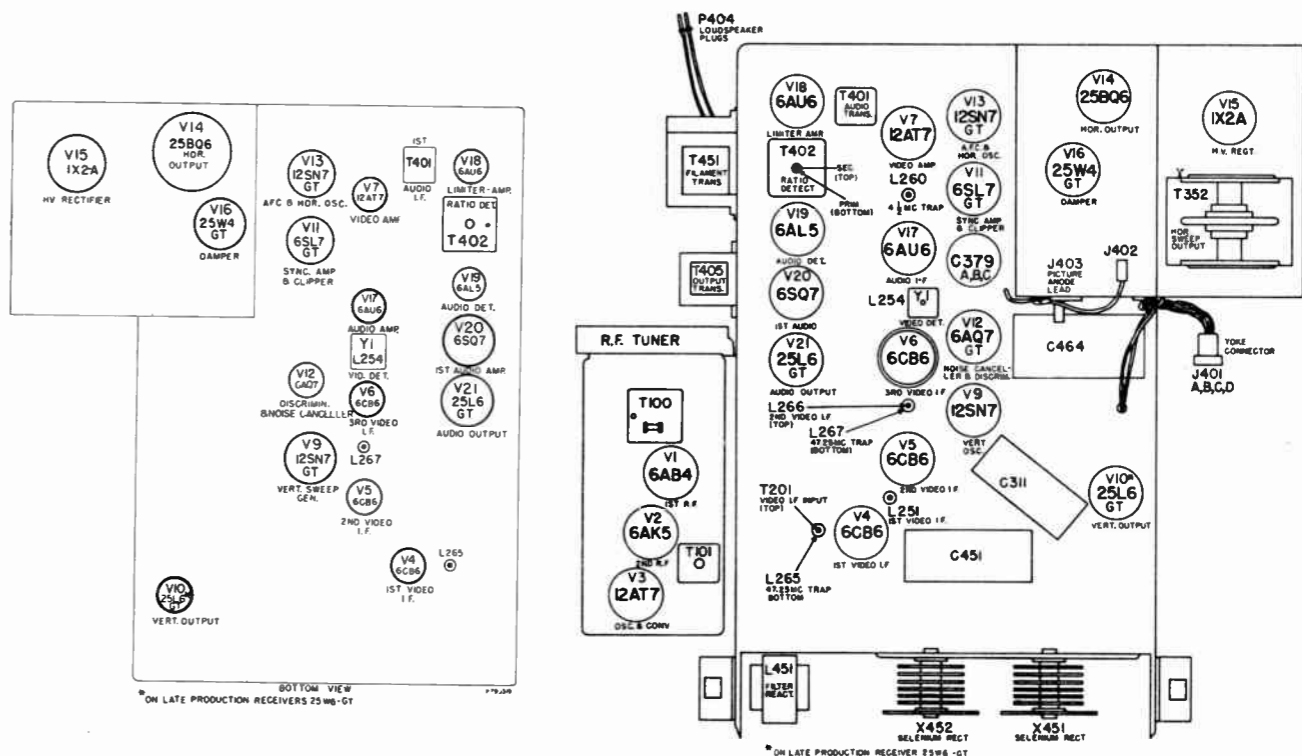 V15
1X2-A
HV RECTIFIER
V14
25BQ6
HOR.
OUTPUT
V16
25W4
GT
DAMPER
V13
12SN7
GT
AFC & HOR. OSC.
V11
6SL7
GT
SYNC. AMP
& CLIPPER
V7
12AT7
VIDEO AMP.
1ST
T401
AUDIO
I.F.
V18
6AU6
LIMITER-AMP.
RATIO DET.
T402
V19
6AL5
AUDIO DET.
V17
6AU6
AUDIO AMP.
Y1
L254
VID. DET.
V20
6SQ7
1ST AUDIO AMP.
V12
6AQ7
DISCRIMIN.
& NOISE CANCELLER
V6
6CB6
3RD VIDEO
I.F.
V21
25L6
GT
AUDIO OUTPUT
L267
V9
12SN7
GT
VERT. SWEEP
GEN.
V5
6CB6
2ND VIDEO
I.F.
V4
6CB6
1ST VIDEO
I.F.
L265
V10
25L6*
GT
VERT. OUTPUT
BOTTOM VIEW
*ON LATE PRODUCTION RECEIVERS 25W6-GT
P404
LOUDSPEAKER
PLUGS
T451
FILAMENT
TRANS
T405
OUTPUT
TRANS.
V18
6AU6
LIMITER AMP.
T401
AUDIO
TRANS.
T402
RATIO
DETECT
SEC.
(TOP)
PRIM
(BOTTOM)
V7
12AT7
VIDEO AMP
L260
4 ½ MC TRAP
V13
12SN7
GT
A.F.C. &
HOR. OSC.
V11
6SL7
GT
SYNC AMP
& CLIPPER
V14
25BQ6
HOR. OUTPUT
V16
25W4
GT
DAMPER
V15
1X2A
H.V. RECT.
T352
HOR
SWEEP
OUTPUT
V19
6AL5
AUDIO DET.
V17
6AU6
AUDIO I-F
C379
A,B,C
J403
PICTURE
ANODE
LEAD
J402
V20
6SQ7
1ST AUDIO
L254
Y1
VIDEO DET.
V12
6AQ7
GT
NOISE CANCEL-
LER & DISCRIM.
C464
YOKE
CONNECTOR
J401
A,B,C,D
V21
25L6
GT
AUDIO OUTPUT
V6
6CB6
3RD VIDEO I.F
L266
2ND VIDEO I.F
(TOP)
L267
47.25MC TRAP
(BOTTOM)
V9
12SN7
VERT
OSC.
V5
6CB6
2ND VIDEO I.F.
C311
V10*
25L6
GT
VERT. OUTPUT
T201
VIDEO I.F INPUT
(TOP)
L251
1ST VIDEO I.F.
V4
6CB6
1ST VIDEO I.F
C451
L265
47.25MC TRAP
BOTTOM
R.F. TUNER
T100
V1
6AB4
1ST R.F
V2
6AK5
2ND R.F
T101
V3
12AT7
OSC. & CONV
L451
FILTER
REACT.
X452
SELENIUM RECT
X451
SELENIUM RECT
*ON LATE PRODUCTION RECEIVER 25W6-GT